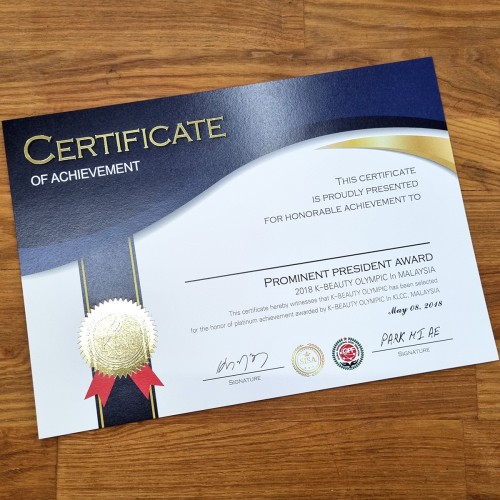 CERTIFICATE
OF ACHIEVEMENT
THIS CERTIFICATE
IS PROUDLY PRESENTED
FOR HONORABLE ACHIEVEMENT TO
PROMINENT PRESIDENT AWARD
2018 K-BEAUTY OLYMPIC In MALAYSIA
This certificate hereby witnesses that K-BEAUTY OLYMPIC has been selected
for the honor of platinum achievement awarded by K-BEAUTY OLYMPIC In KLCC, MALAYSIA
May 08, 2018
PARK MI AE
SIGNATURE
SIGNATURE